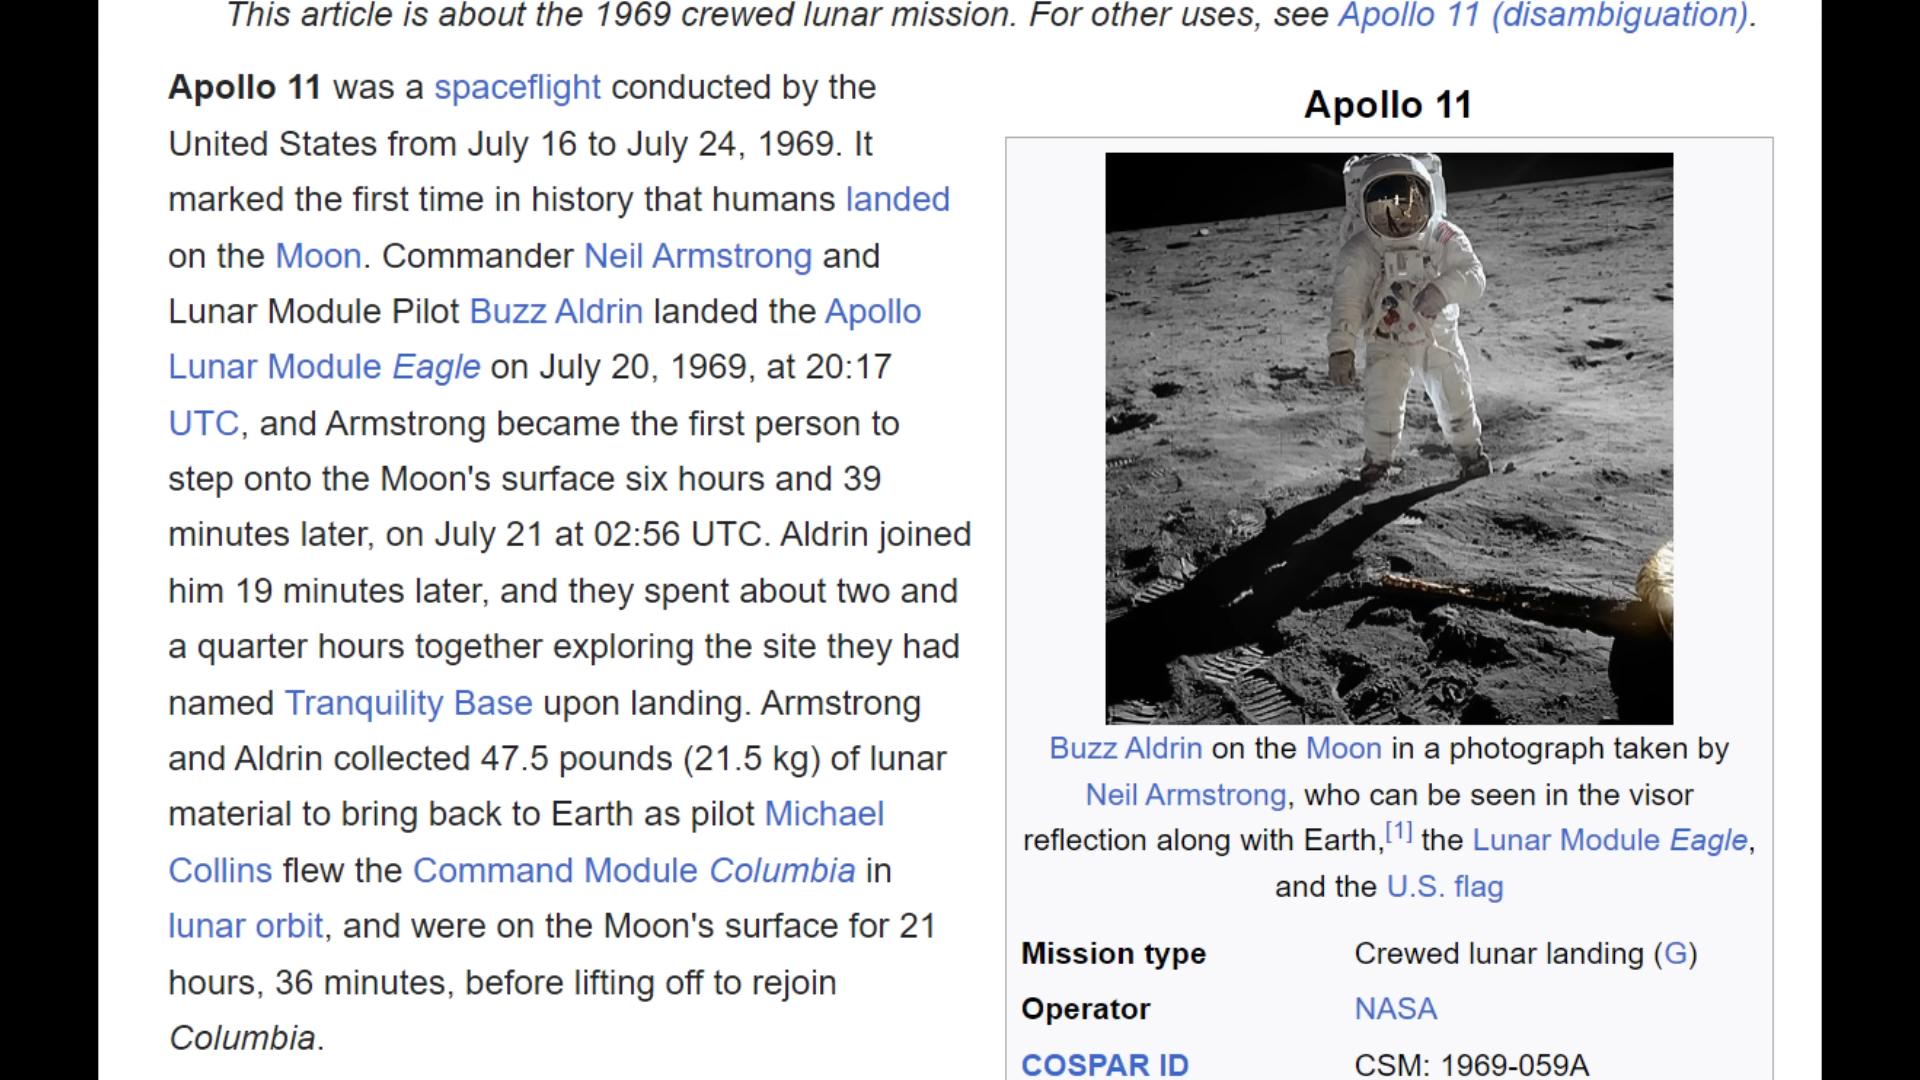 This article is about the 1969 crewed lunar mission. For other uses, see Apollo 11 (disambiguation).
Apollo 11 was a spaceflight conducted by the
United States from July 16 to July 24, 1969. It
marked the first time in history that humans landed
on the Moon. Commander Neil Armstrong and
Lunar Module Pilot Buzz Aldrin landed the Apollo
Lunar Module Eagle on July 20, 1969, at 20:17
UTC, and Armstrong became the first person to
step onto the Moon's surface six hours and 39
minutes later, on July 21 at 02:56 UTC. Aldrin joined
him 19 minutes later, and they spent about two and
a quarter hours together exploring the site they had
named Tranquility Base upon landing. Armstrong
and Aldrin collected 47.5 pounds (21.5 kg) of lunar
material to bring back to Earth as pilot Michael
Collins flew the Command Module Columbia in
lunar orbit, and were on the Moon's surface for 21
hours, 36 minutes, before lifting off to rejoin
Columbia.
Apollo 11
Buzz Aldrin on the Moon in a photograph taken by
Neil Armstrong, who can be seen in the visor
reflection along with Earth,[1] the Lunar Module Eagle,
and the U.S. flag
Mission type Crewed lunar landing (G)
Operator NASA
COSPAR ID CSM: 1969-059A